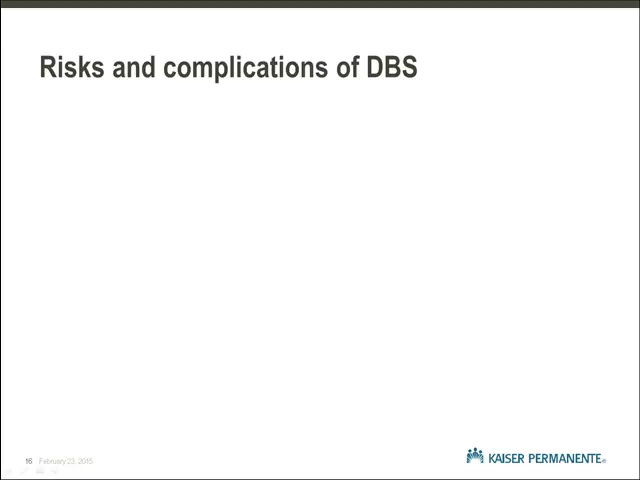 Risks and complications of DBS
16 February 23, 2015
KAISER PERMANENTE®